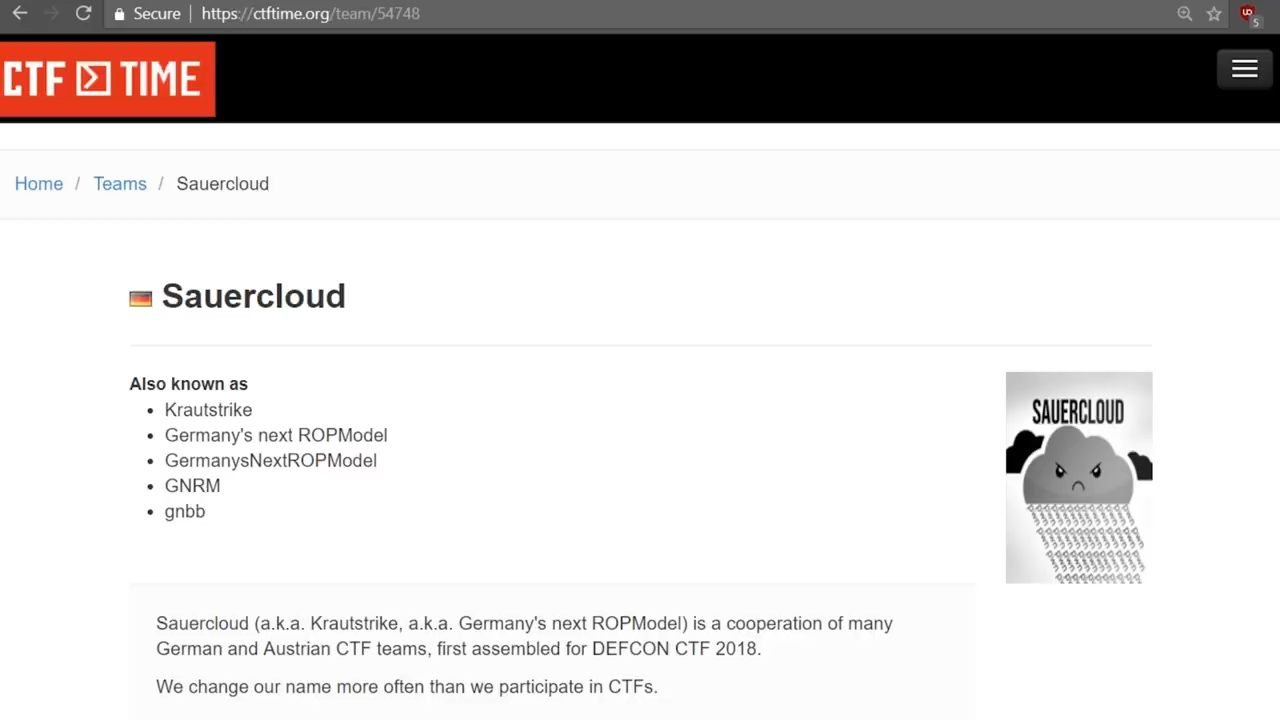 Secure | https://ctftime.org/team/54748
5
CTF TIME
Home / Teams / Sauercloud
Sauercloud
Also known as
• Krautstrike
• Germany's next ROPModel
• GermanysNextROPModel
• GNRM
• gnbb
SAUERCLOUD
Sauercloud (a.k.a. Krautstrike, a.k.a. Germany's next ROPModel) is a cooperation of many
German and Austrian CTF teams, first assembled for DEFCON CTF 2018.
We change our name more often than we participate in CTFs.